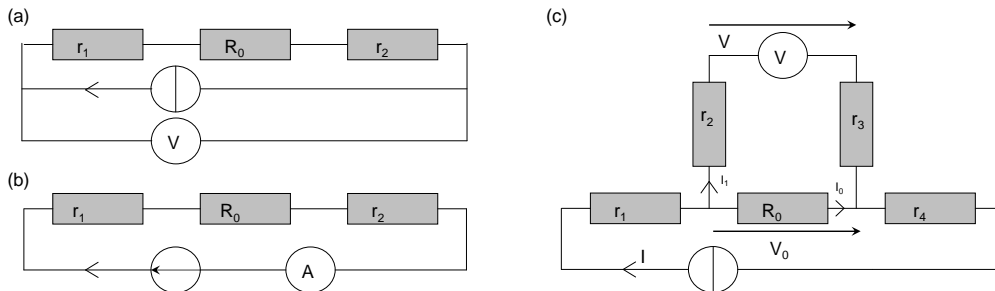 (a)
r1 R0 r2
V
(b)
r1 R0 r2
A
(c)
V V
r2 r3
I1 I0
r1 R0 r4
V0
I